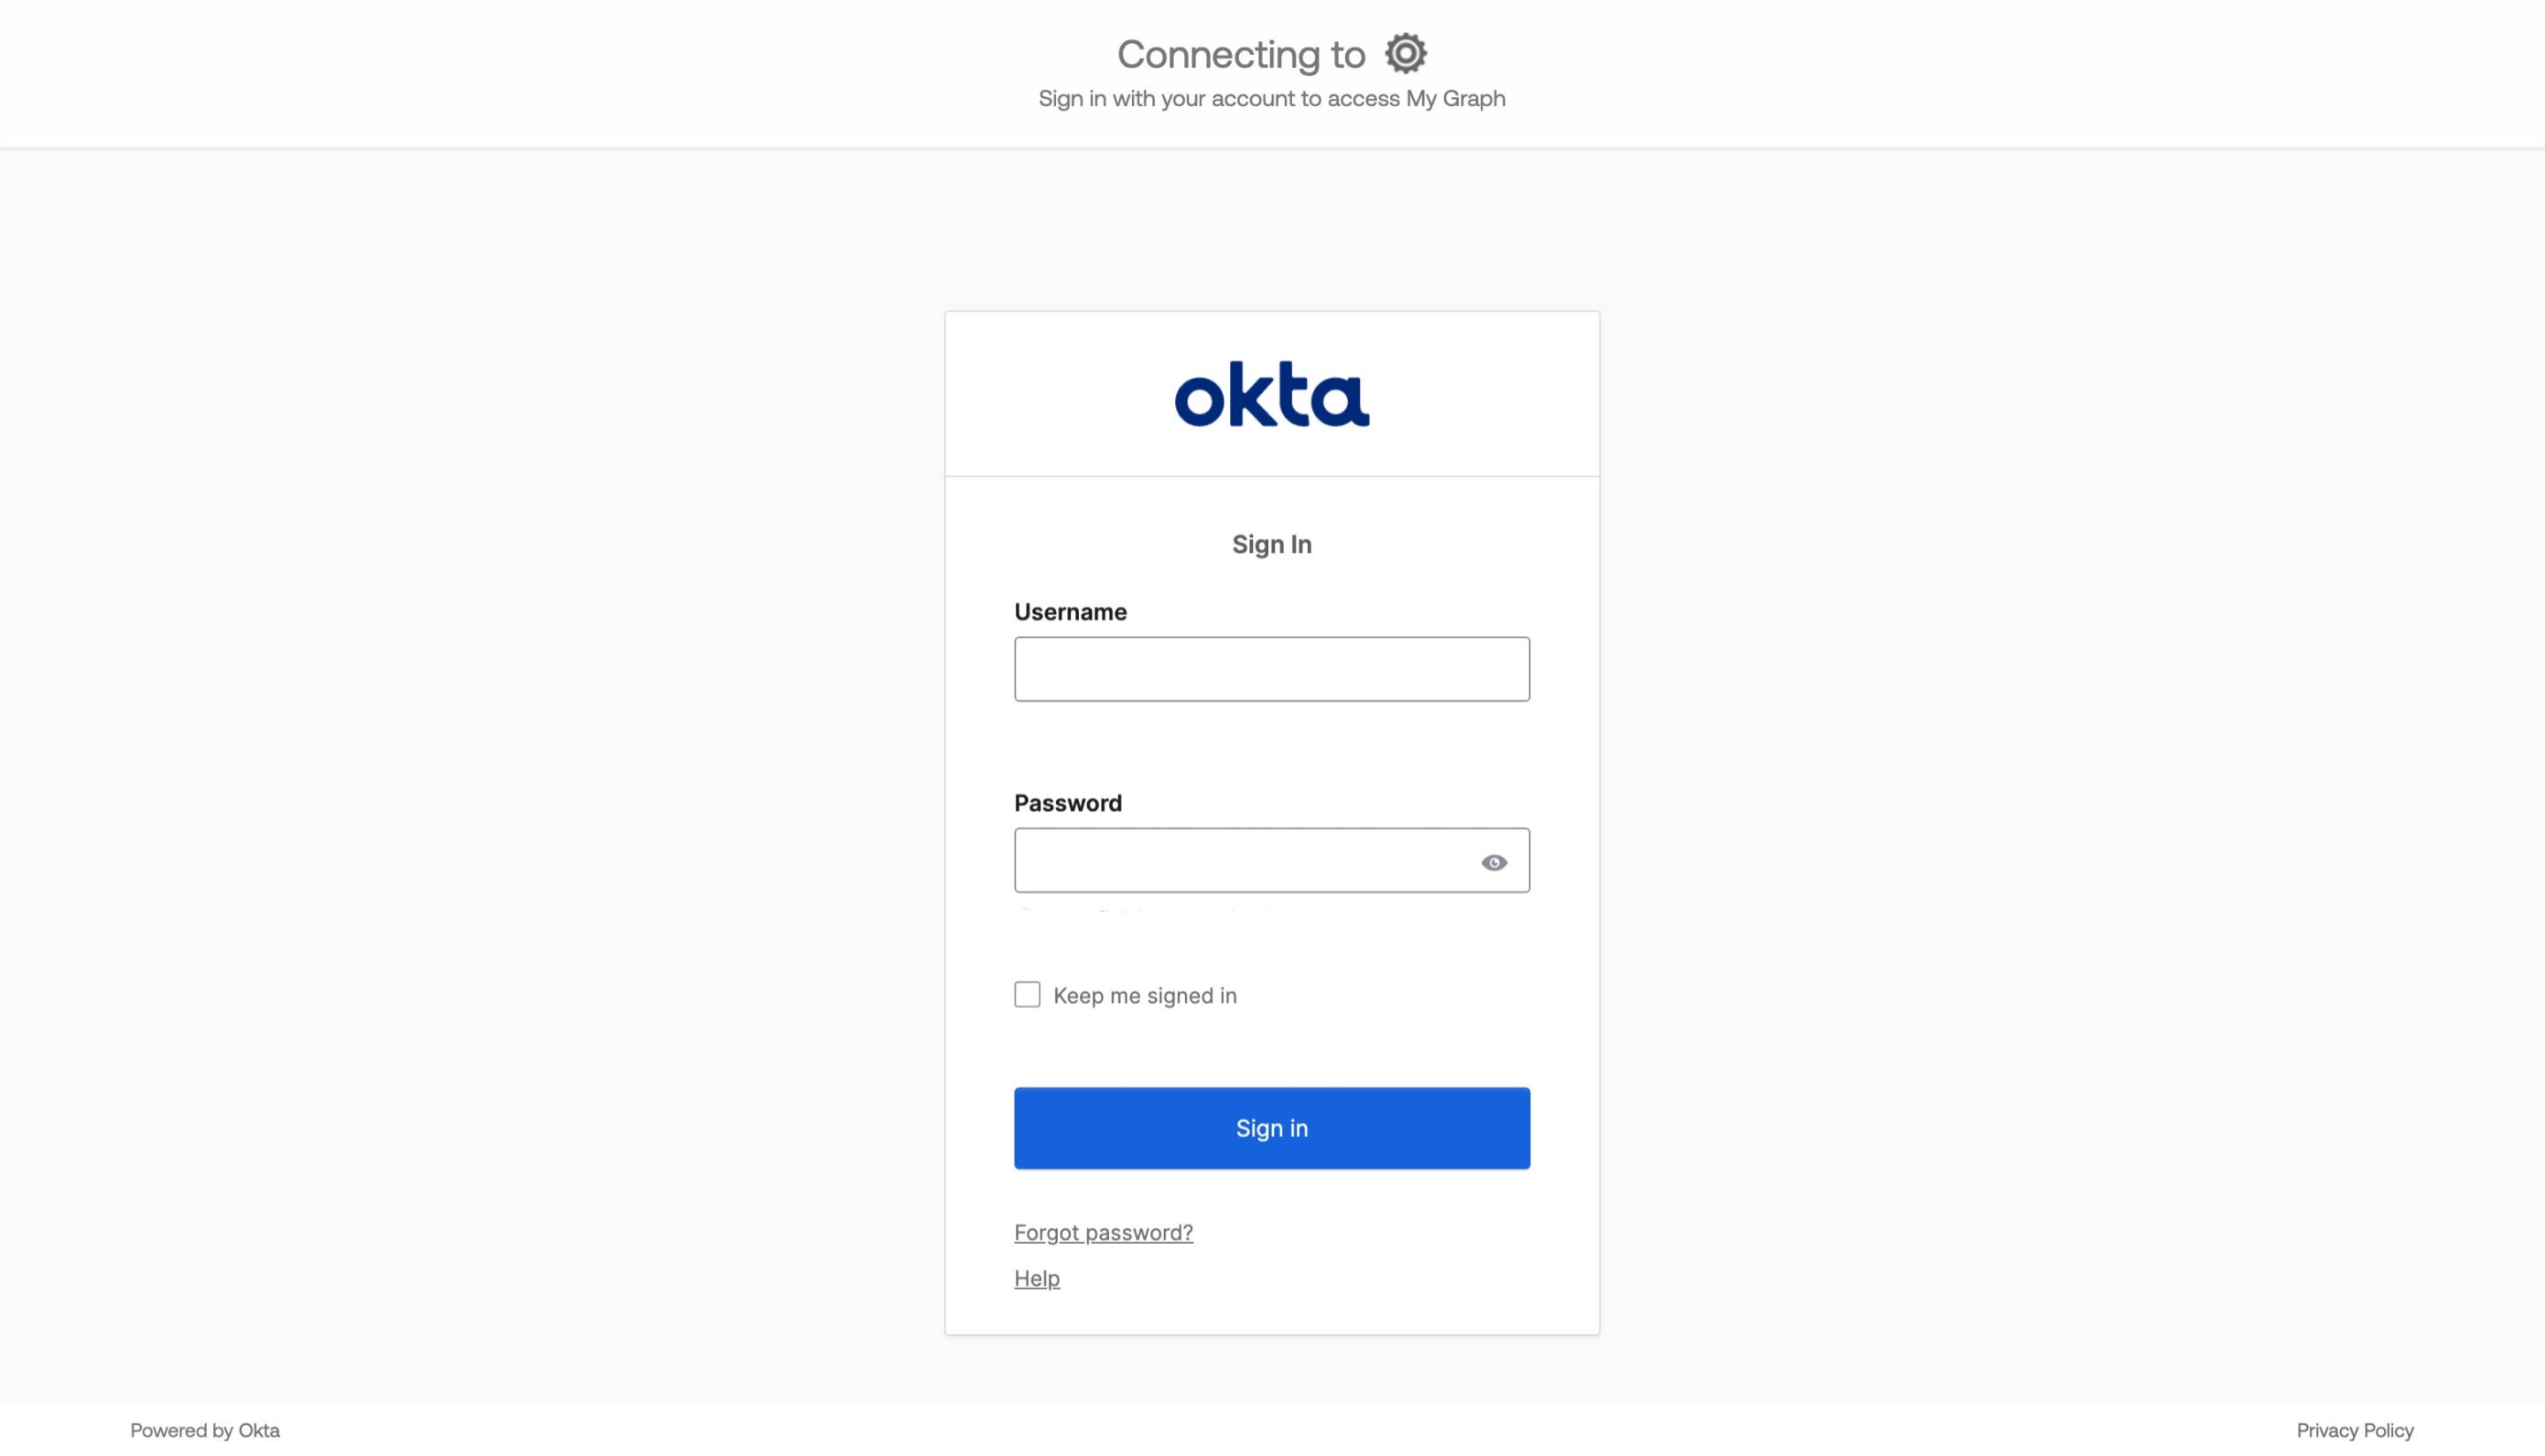 Connecting to
Sign in with your account to access My Graph
okta
Sign In
Username
Password
Keep me signed in
Sign in
Forgot password?
Help
Powered by Okta
Privacy Policy